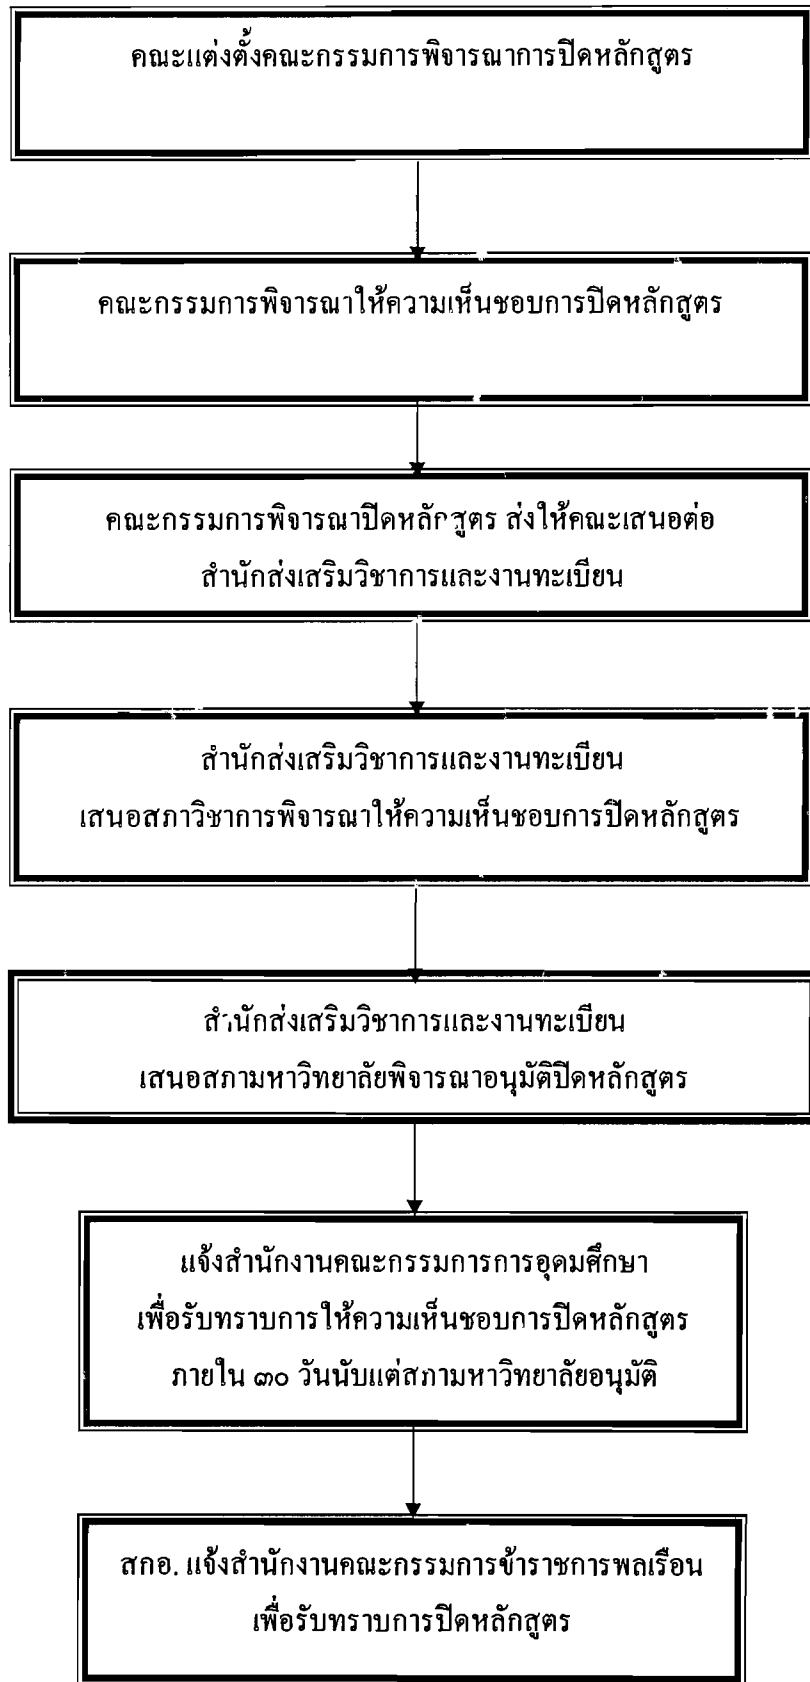 คณะแต่งตั้งคณะกรรมการพิจารณาการปิดหลักสูตร
คณะกรรมการพิจารณาให้ความเห็นชอบการปิดหลักสูตร
คณะกรรมการพิจารณาปิดหลักสูตร ส่งให้คณะเสนอต่อ
สำนักส่งเสริมวิชาการและงานทะเบียน
สำนักส่งเสริมวิชาการและงานทะเบียน
เสนอสภาวิชาการพิจารณาให้ความเห็นชอบการปิดหลักสูตร
สำนักส่งเสริมวิชาการและงานทะเบียน
เสนอสภามหาวิทยาลัยพิจารณาอนุมัติปิดหลักสูตร
แจ้งสำนักงานคณะกรรมการการอุดมศึกษา
เพื่อรับทราบการให้ความเห็นชอบการปิดหลักสูตร
ภายใน ๓๐ วันนับแต่สภามหาวิทยาลัยอนุมัติ
สกอ. แจ้งสำนักงานคณะกรรมการข้าราชการพลเรือน
เพื่อรับทราบการปิดหลักสูตร